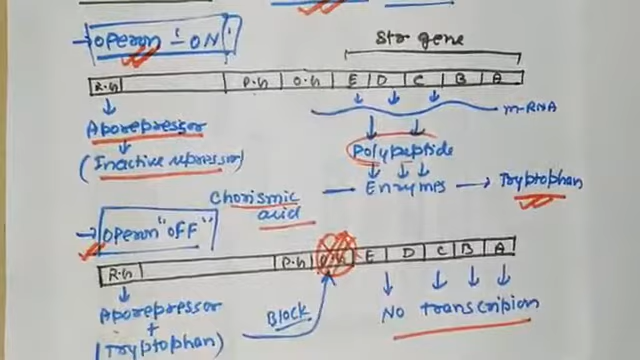 Operon "ON"
Str gene
R.G P.G O.G E D C B A
Aporepressor
(Inactive repressor)
m-RNA
Polypeptide
Chorismic acid → Enzymes → Tryptophan
Operon "OFF"
R.G P.G O.G E D C B A
Aporepressor
+
(Tryptophan)
Block
No transcripion